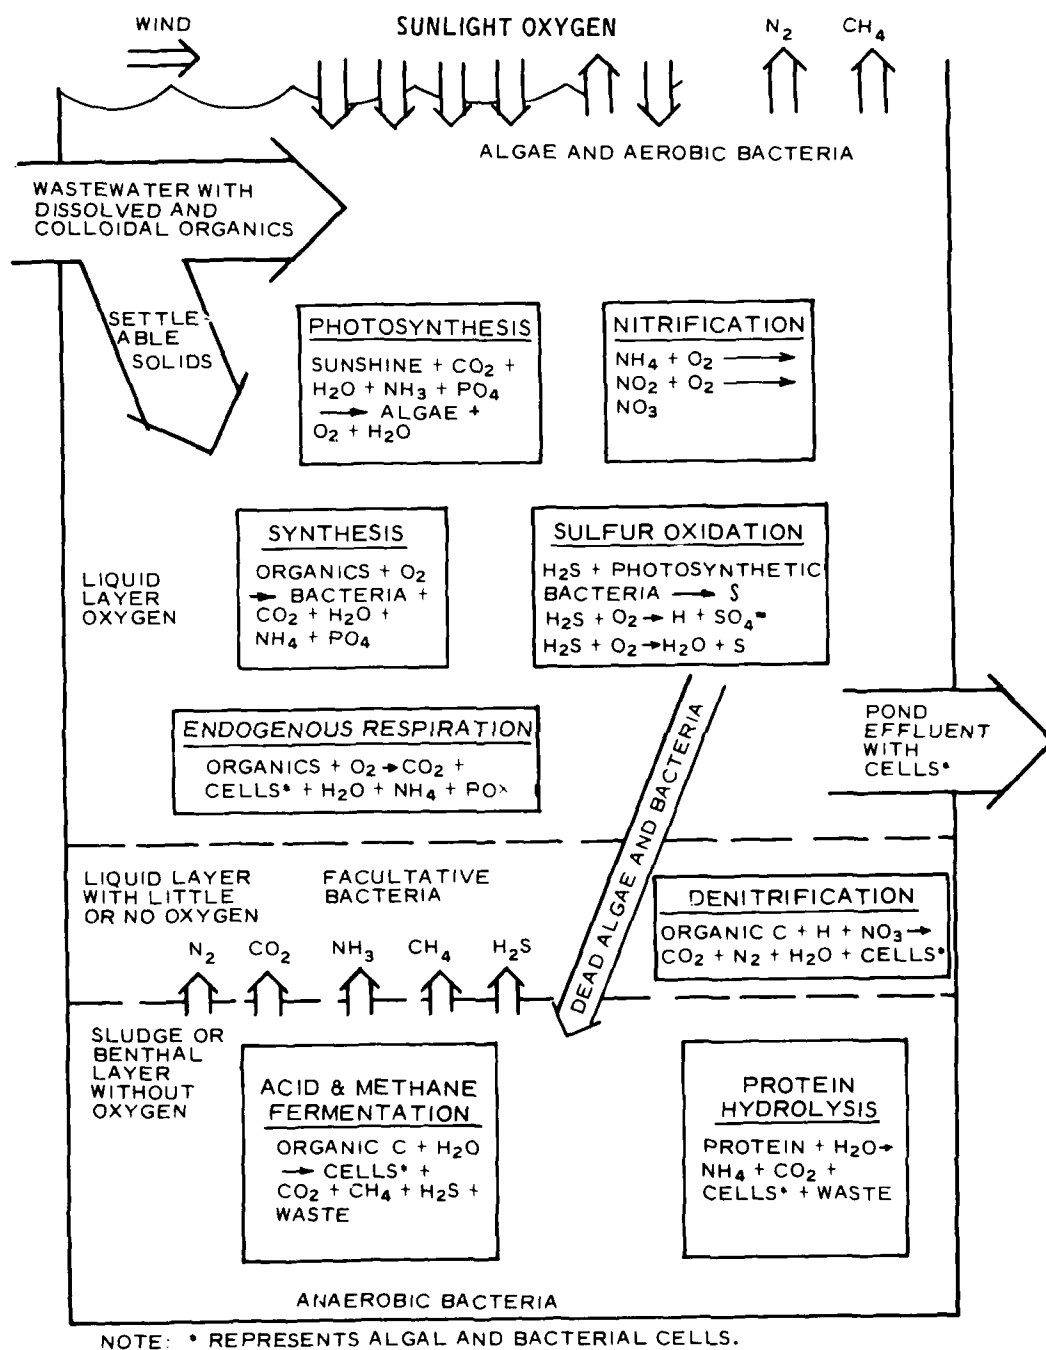 WIND
SUNLIGHT OXYGEN
N₂
CH₄
ALGAE AND AEROBIC BACTERIA
WASTEWATER WITH
DISSOLVED AND
COLLOIDAL ORGANICS
SETTLE-
ABLE
SOLIDS
PHOTOSYNTHESIS
SUNSHINE + CO₂ +
H₂O + NH₃ + PO₄
→ ALGAE +
O₂ + H₂O
NITRIFICATION
NH₄ + O₂ →
NO₂ + O₂ →
NO₃
LIQUID
LAYER
OXYGEN
SYNTHESIS
ORGANICS + O₂
→ BACTERIA +
CO₂ + H₂O +
NH₄ + PO₄
SULFUR OXIDATION
H₂S + PHOTOSYNTHETIC
BACTERIA → S
H₂S + O₂ → H + SO₄⁼
H₂S + O₂ → H₂O + S
ENDOGENOUS RESPIRATION
ORGANICS + O₂ → CO₂ +
CELLS* + H₂O + NH₄ + POx
POND
EFFLUENT
WITH
CELLS*
DEAD ALGAE AND BACTERIA
LIQUID LAYER
WITH LITTLE
OR NO OXYGEN
FACULTATIVE
BACTERIA
DENITRIFICATION
ORGANIC C + H + NO₃ →
CO₂ + N₂ + H₂O + CELLS*
N₂
CO₂
NH₃
CH₄
H₂S
SLUDGE OR
BENTHAL
LAYER
WITHOUT
OXYGEN
ACID & METHANE
FERMENTATION
ORGANIC C + H₂O
→ CELLS* +
CO₂ + CH₄ + H₂S +
WASTE
PROTEIN
HYDROLYSIS
PROTEIN + H₂O →
NH₄ + CO₂ +
CELLS* + WASTE
ANAEROBIC BACTERIA
NOTE: * REPRESENTS ALGAL AND BACTERIAL CELLS.